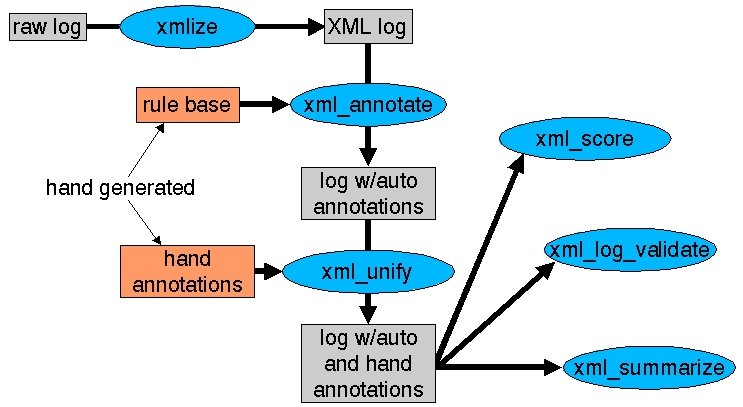 raw log
xmlize
XML log
rule base
xml_annotate
xml_score
hand generated
log w/auto
annotations
hand
annotations
xml_unify
xml_log_validate
log w/auto
and hand
annotations
xml_summarize